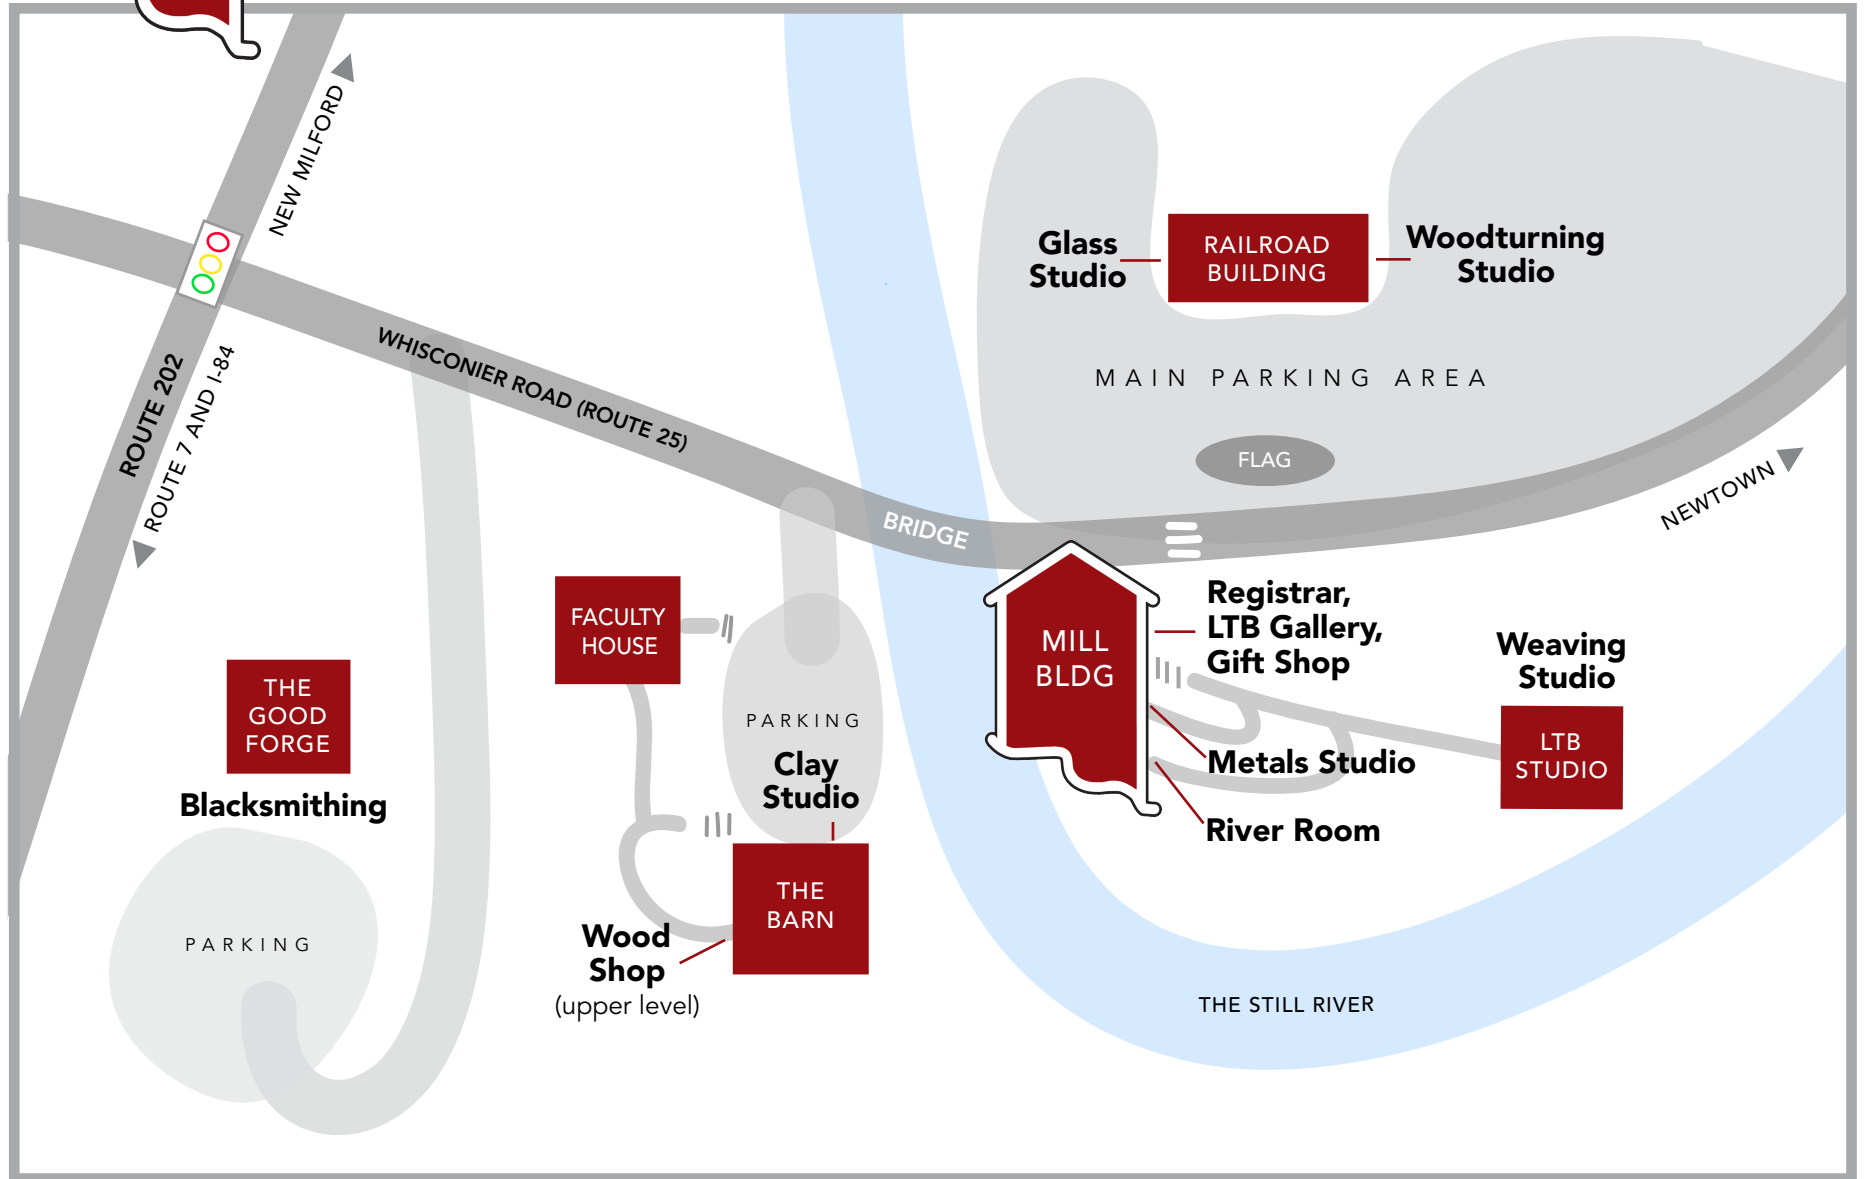 NEW MILFORD
ROUTE 202
ROUTE 7 AND I-84
WHISCONIER ROAD (ROUTE 25)
BRIDGE
Glass
Studio
RAILROAD
BUILDING
Woodturning
Studio
MAIN PARKING AREA
FLAG
NEWTOWN
FACULTY
HOUSE
THE
GOOD
FORGE
Blacksmithing
PARKING
PARKING
Clay
Studio
THE
BARN
Wood
Shop
(upper level)
MILL
BLDG
Registrar,
LTB Gallery,
Gift Shop
Metals Studio
River Room
Weaving
Studio
LTB
STUDIO
THE STILL RIVER